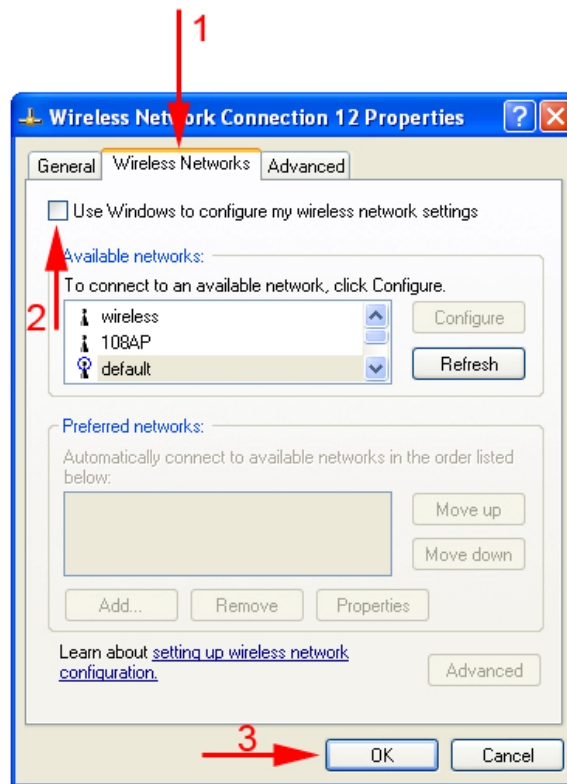 1
Wireless Network Connection 12 Properties
General Wireless Networks Advanced
Use Windows to configure my wireless network settings
2
Available networks:
To connect to an available network, click Configure.
wireless
108AP
default
Configure
Refresh
Preferred networks:
Automatically connect to available networks in the order listed
below:
Move up
Move down
Add... Remove Properties
Learn about setting up wireless network
configuration.
Advanced
3
OK Cancel